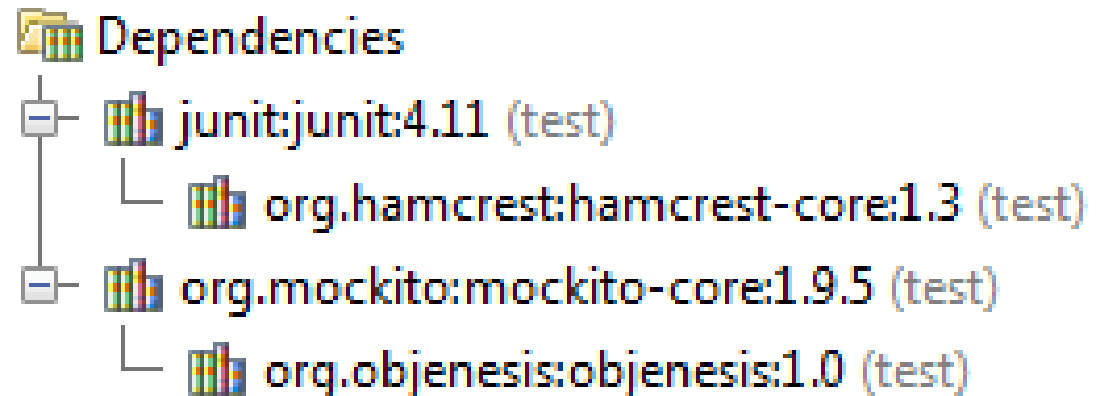 Dependencies
junit:junit:4.11 (test)
org.hamcrest:hamcrest-core:1.3 (test)
org.mockito:mockito-core:1.9.5 (test)
org.objenesis:objenesis:1.0 (test)